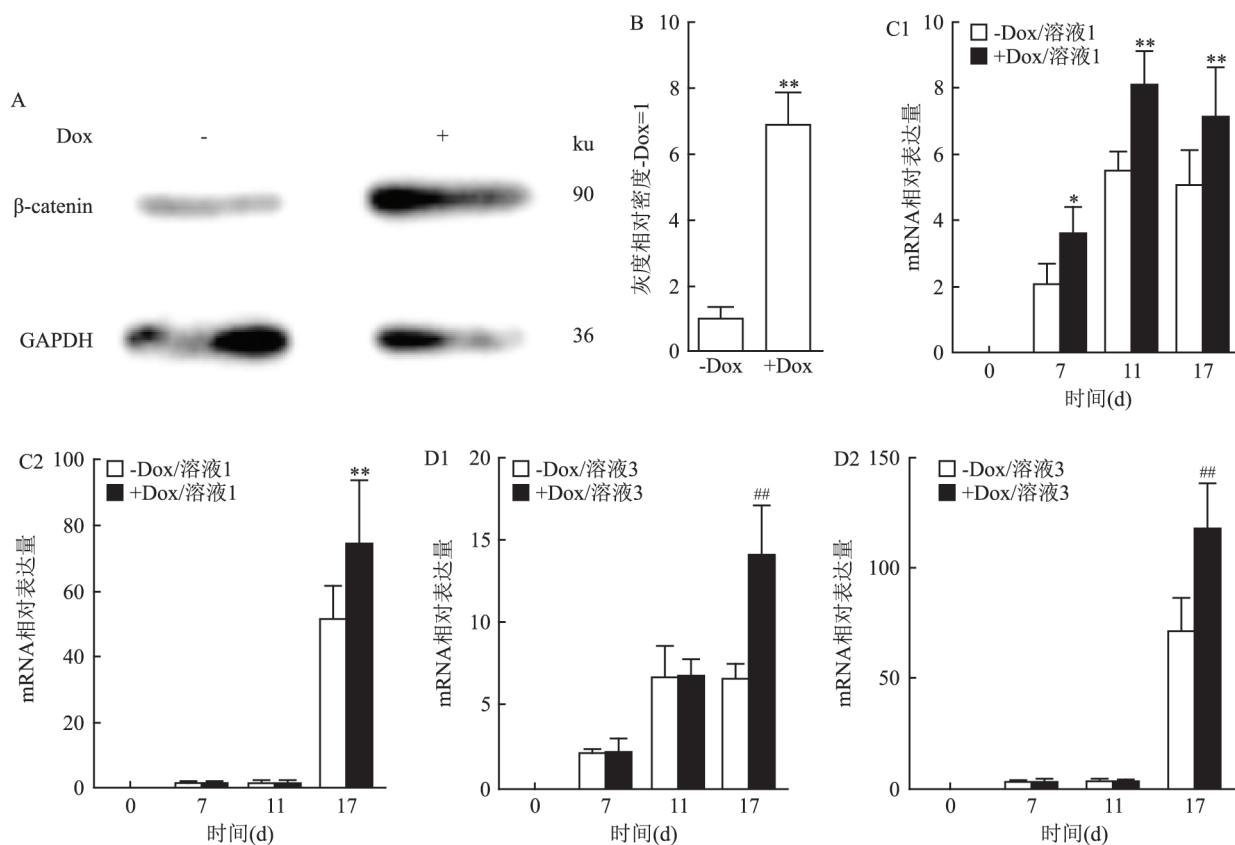 A
Dox
-
+
ku
β-catenin
90
GAPDH
36
B
10
8
6
4
2
0
灰度相对密度-Dox=1
**
-Dox
+Dox
C1
10
8
6
4
2
0
mRNA相对表达量
-Dox/溶液1
+Dox/溶液1
*
**
**
0
7
11
17
时间(d)
C2
100
80
60
40
20
0
mRNA相对表达量
-Dox/溶液1
+Dox/溶液1
**
0
7
11
17
时间(d)
D1
20
15
10
5
0
mRNA相对表达量
-Dox/溶液3
+Dox/溶液3
##
0
7
11
17
时间(d)
D2
150
100
50
0
mRNA相对表达量
-Dox/溶液3
+Dox/溶液3
##
0
7
11
17
时间(d)